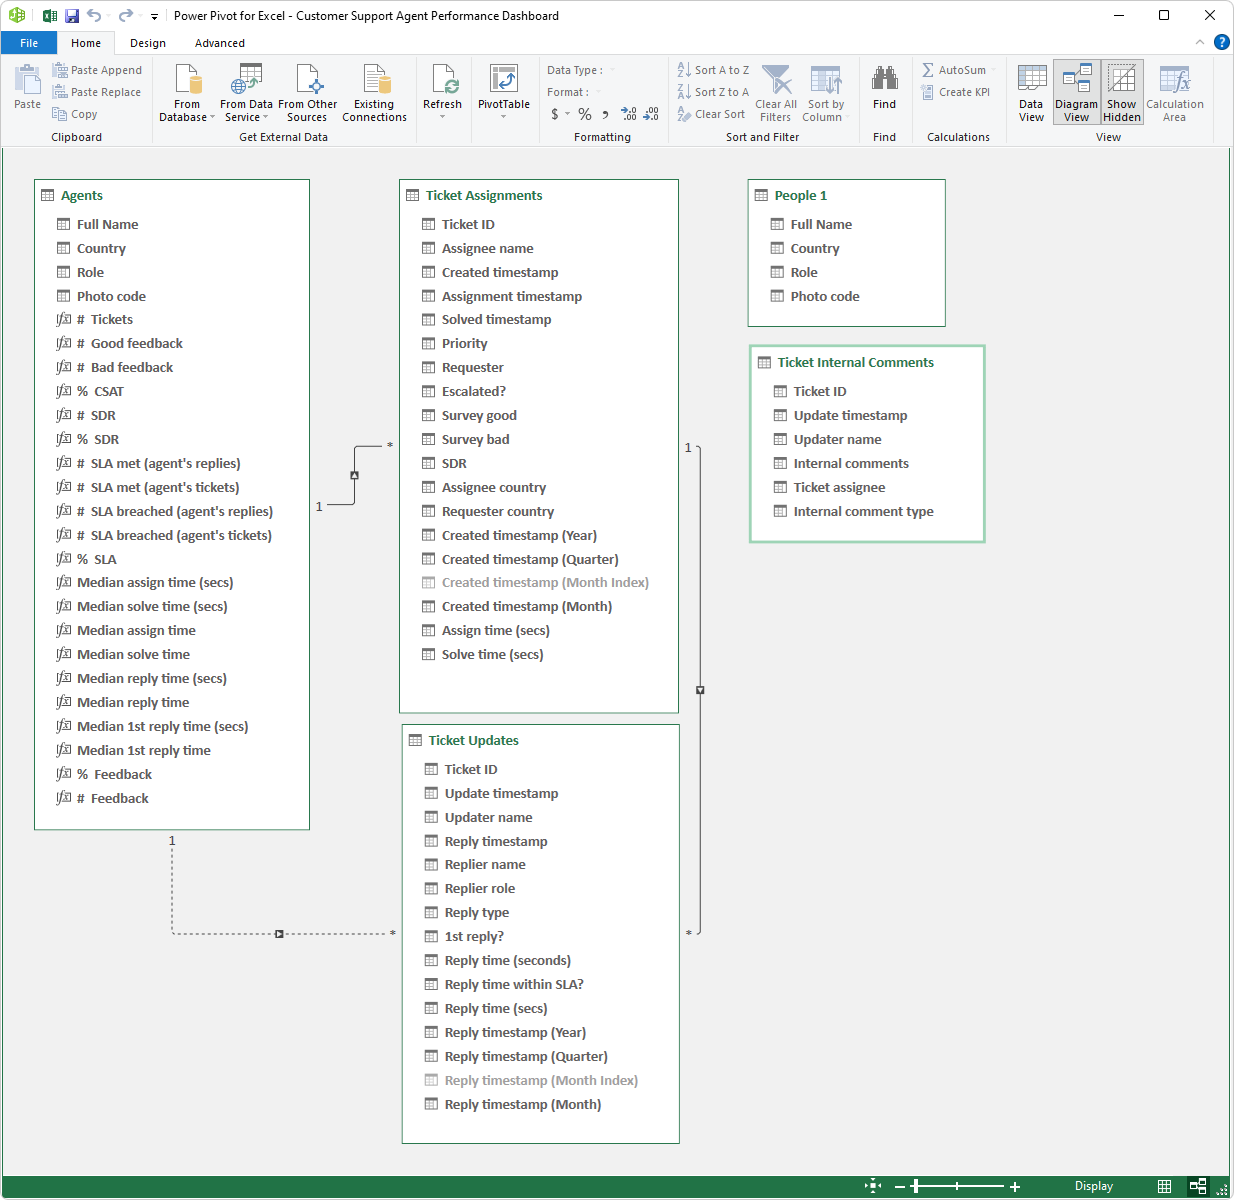 Power Pivot for Excel - Customer Support Agent Performance Dashboard
File Home Design Advanced
Paste
Paste Append
Paste Replace
Copy
Clipboard
From Database
From Data Service
From Other Sources
Existing Connections
Get External Data
Refresh
PivotTable
Data Type :
Format :
$ % , .00 .00
Formatting
Sort A to Z
Sort Z to A
Clear Sort
Clear All Filters
Sort by Column
Sort and Filter
Find
Find
AutoSum
Create KPI
Calculations
Data View
Diagram View
Show Hidden
Calculation Area
View
Agents
Full Name
Country
Role
Photo code
# Tickets
# Good feedback
# Bad feedback
% CSAT
# SDR
% SDR
# SLA met (agent's replies)
# SLA met (agent's tickets)
# SLA breached (agent's replies)
# SLA breached (agent's tickets)
% SLA
Median assign time (secs)
Median solve time (secs)
Median assign time
Median solve time
Median reply time (secs)
Median reply time
Median 1st reply time (secs)
Median 1st reply time
% Feedback
# Feedback
1
*
1
Ticket Assignments
Ticket ID
Assignee name
Created timestamp
Assignment timestamp
Solved timestamp
Priority
Requester
Escalated?
Survey good
Survey bad
SDR
Assignee country
Requester country
Created timestamp (Year)
Created timestamp (Quarter)
Created timestamp (Month Index)
Created timestamp (Month)
Assign time (secs)
Solve time (secs)
1
Ticket Updates
Ticket ID
Update timestamp
Updater name
Reply timestamp
Replier name
Replier role
Reply type
1st reply?
Reply time (seconds)
Reply time within SLA?
Reply time (secs)
Reply timestamp (Year)
Reply timestamp (Quarter)
Reply timestamp (Month Index)
Reply timestamp (Month)
*
*
People 1
Full Name
Country
Role
Photo code
Ticket Internal Comments
Ticket ID
Update timestamp
Updater name
Internal comments
Ticket assignee
Internal comment type
Display